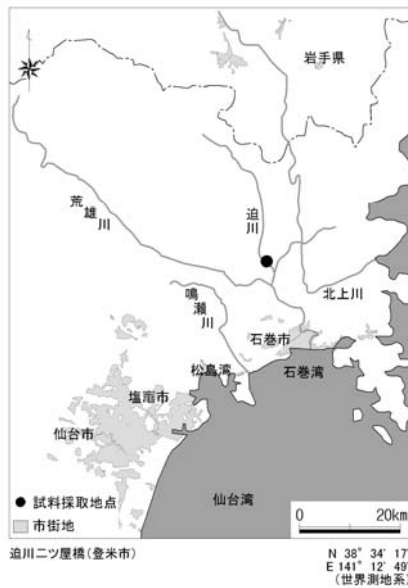 岩手県
荒雄川
迫川
北上川
鳴瀬川
石巻市
松島湾
石巻湾
塩竈市
仙台市
● 試料採取地点
市街地
仙台湾
0 20km
迫川二ツ屋橋(登米市)
N 38° 34′ 17″
E 141° 12′ 49″
(世界測地系)